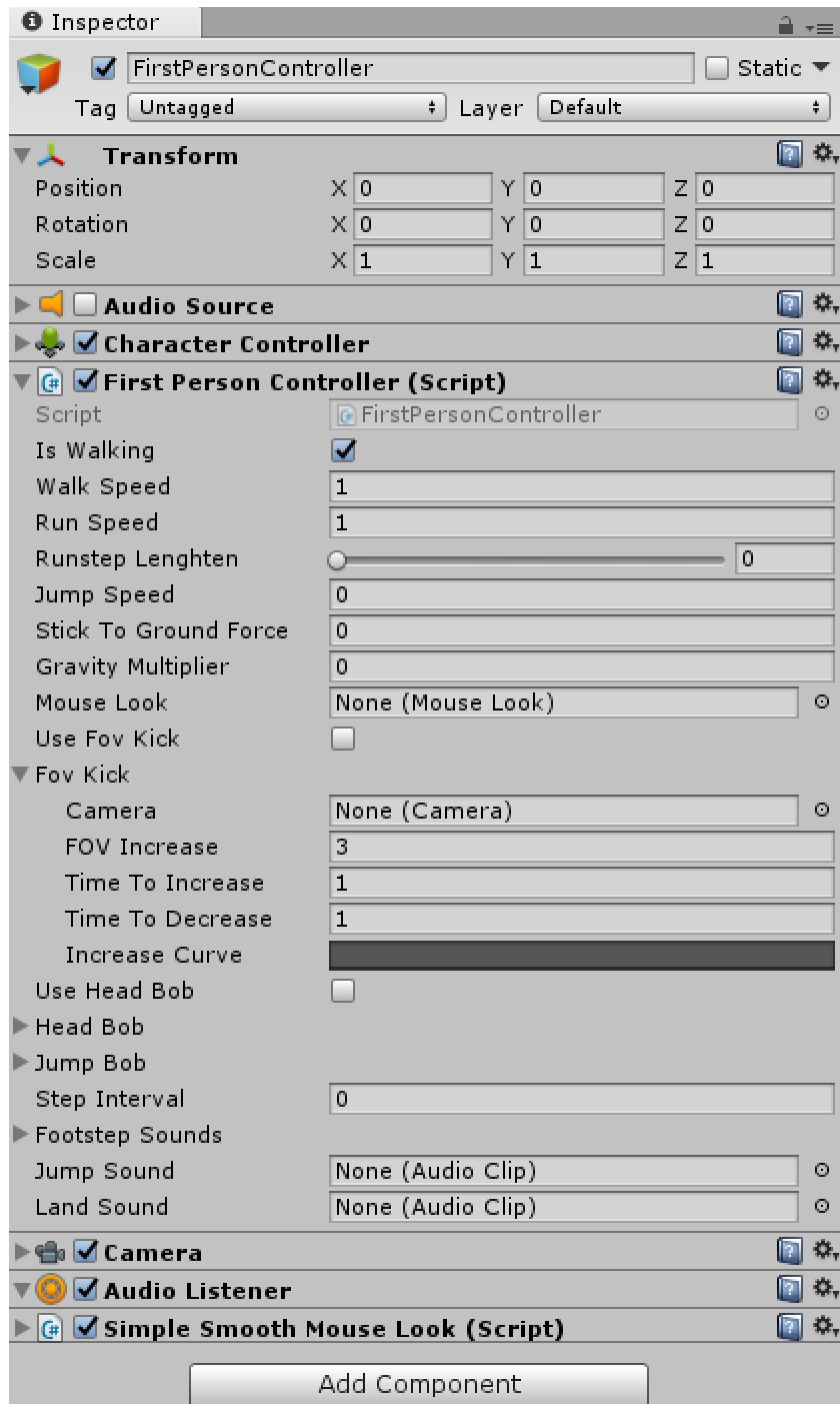 Inspector
FirstPersonController Static
Tag Untagged Layer Default
Transform
Position X 0 Y 0 Z 0
Rotation X 0 Y 0 Z 0
Scale X 1 Y 1 Z 1
Audio Source
Character Controller
First Person Controller (Script)
Script FirstPersonController
Is Walking
Walk Speed 1
Run Speed 1
Runstep Lenghten 0
Jump Speed 0
Stick To Ground Force 0
Gravity Multiplier 0
Mouse Look None (Mouse Look)
Use Fov Kick
Fov Kick
Camera None (Camera)
FOV Increase 3
Time To Increase 1
Time To Decrease 1
Increase Curve
Use Head Bob
Head Bob
Jump Bob
Step Interval 0
Footstep Sounds
Jump Sound None (Audio Clip)
Land Sound None (Audio Clip)
Camera
Audio Listener
C# Simple Smooth Mouse Look (Script)
Add Component